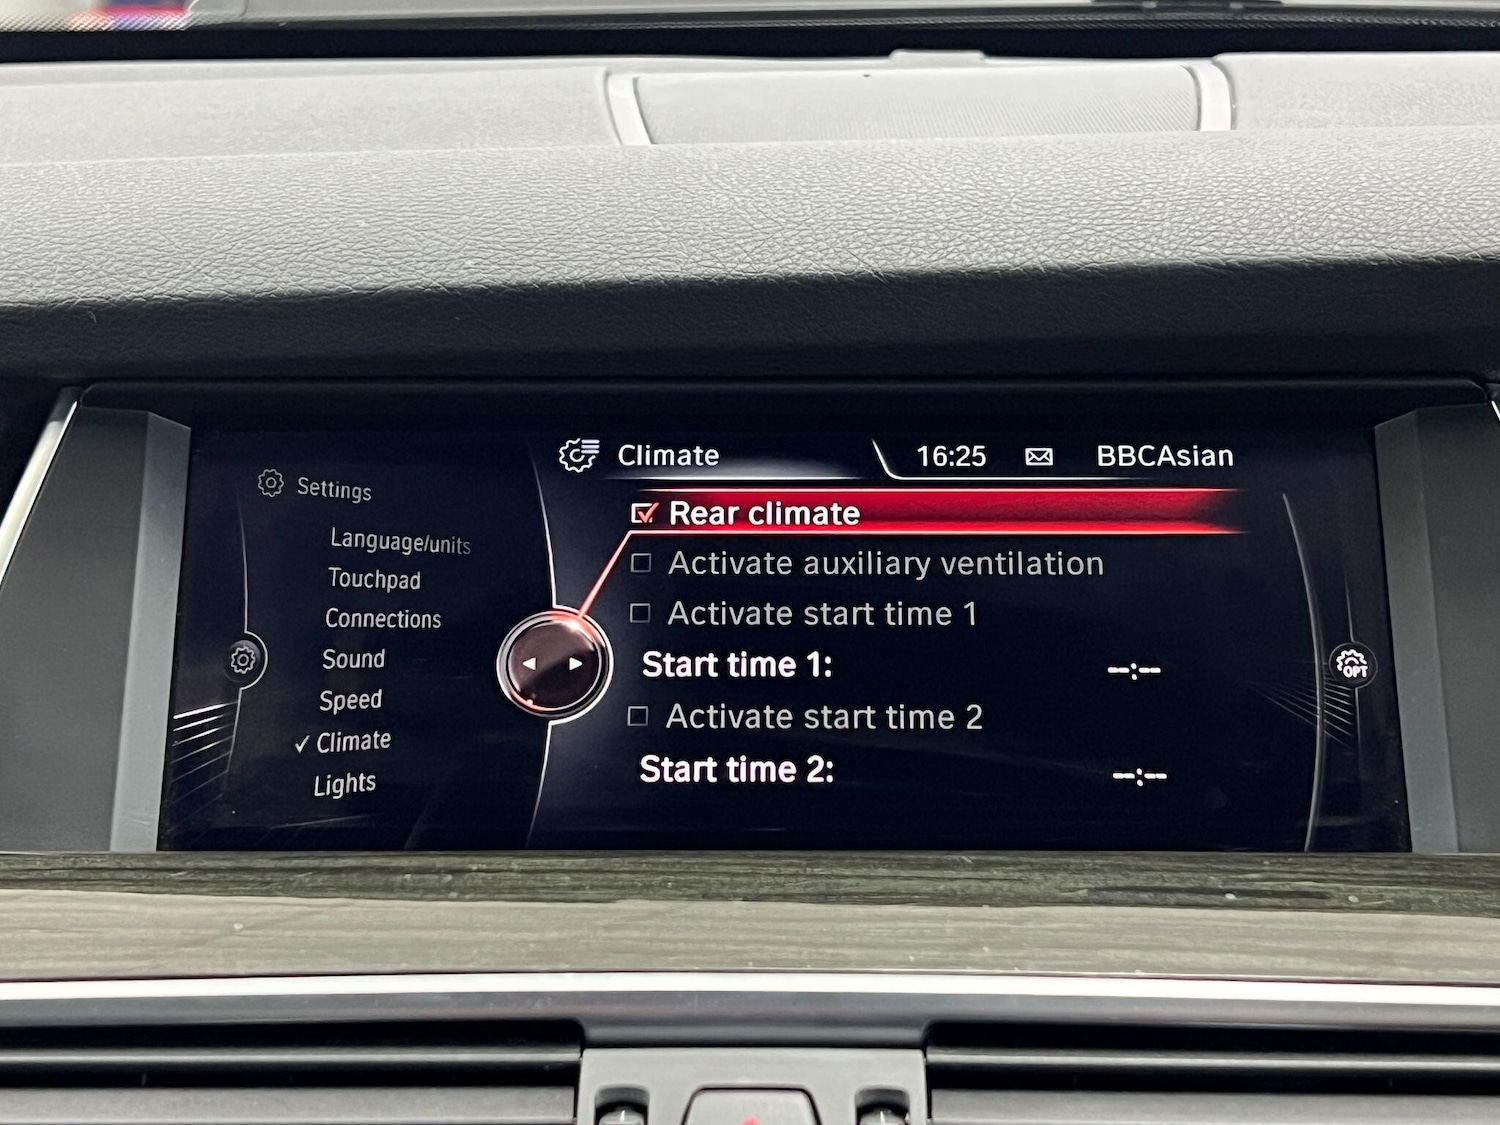 Climate 16:25 BBCAsian
Settings
Language/units
Touchpad
Connections
Sound
Speed
✓ Climate
Lights
Rear climate
Activate auxiliary ventilation
Activate start time 1
Start time 1: --:--
Activate start time 2
Start time 2: --:--
OPT